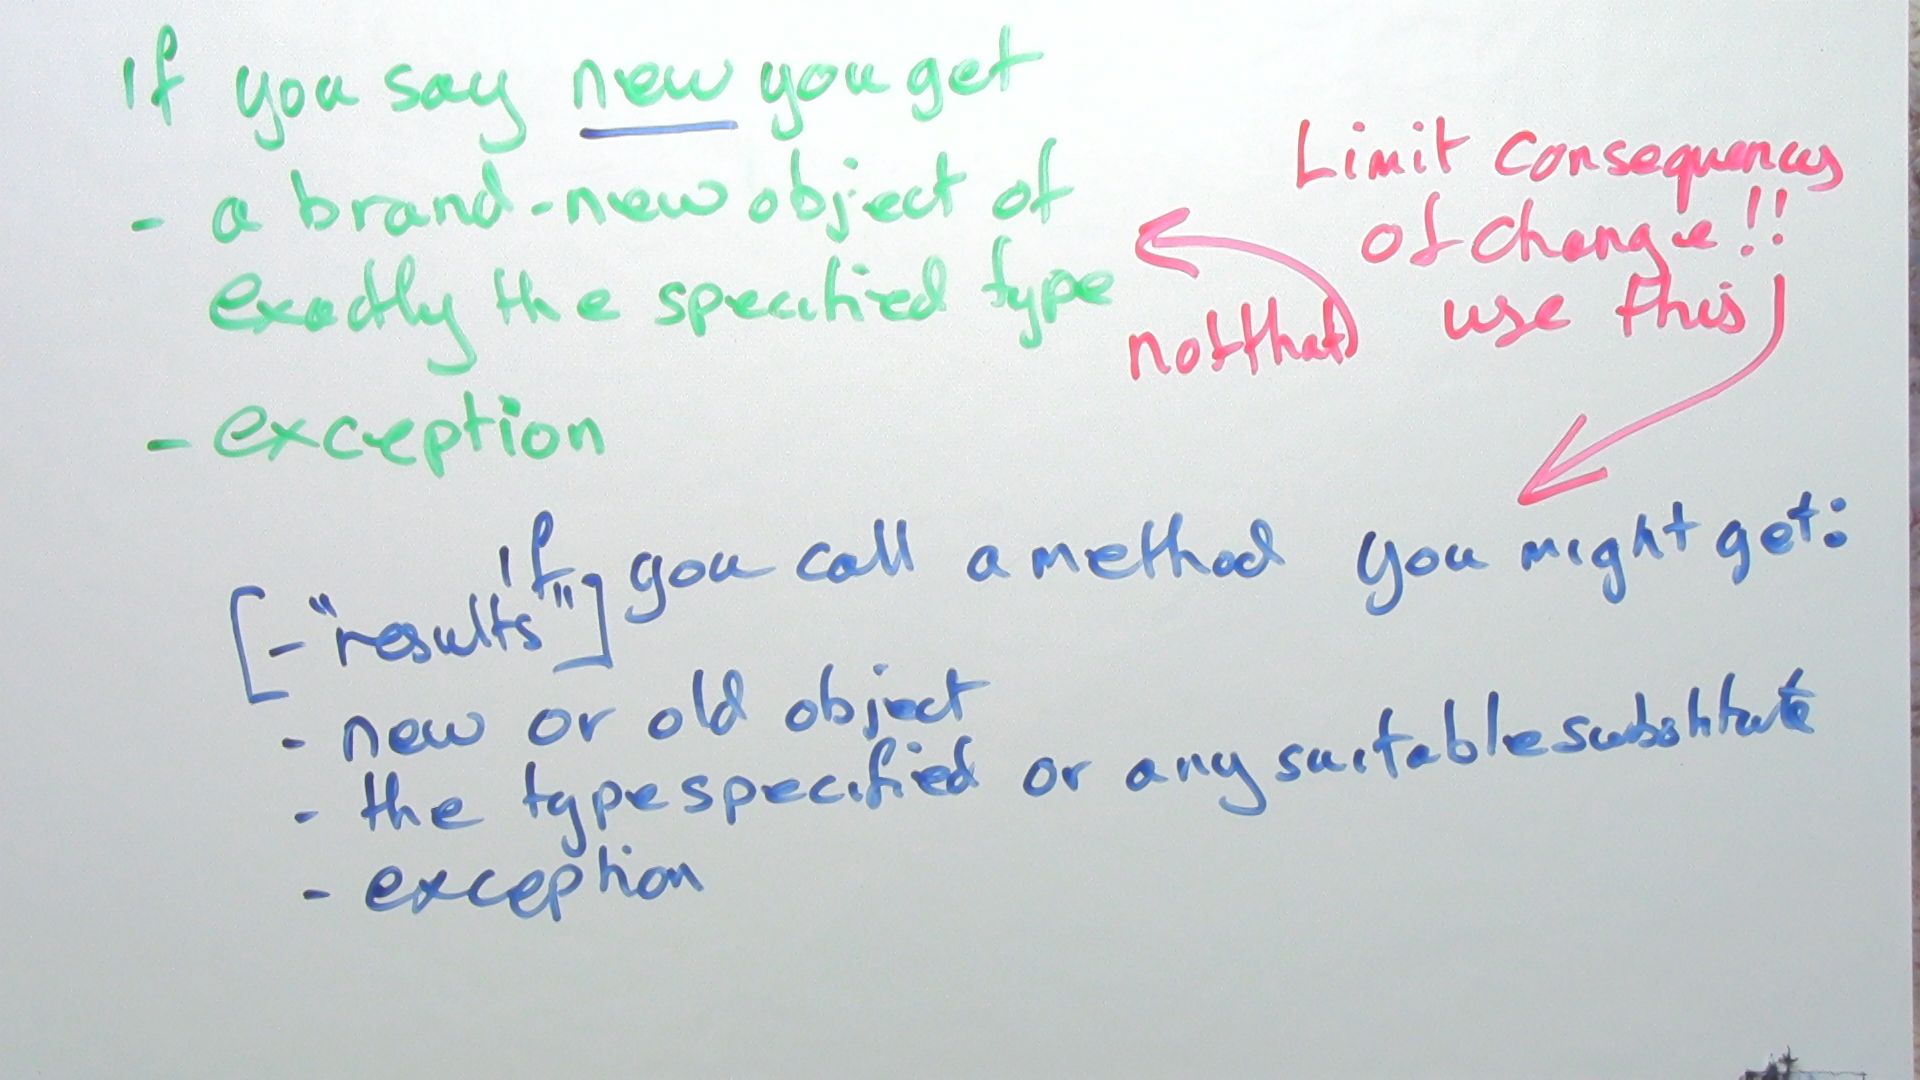 if you say new you get
- a brand-new object of
exactly the specified type
- exception
Limit consequences
of change!!
use this
not that
if you call a method you might get:
[- "results"]
- new or old object
- the type specified or any suitable substitute
- exception